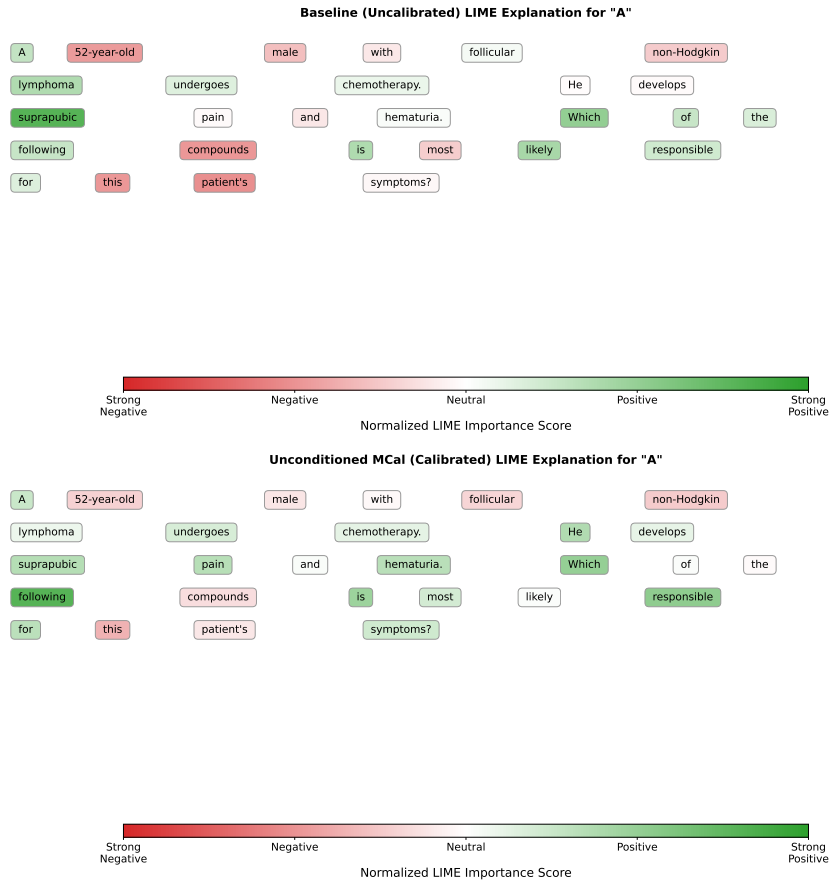 Baseline (Uncalibrated) LIME Explanation for "A"
A 52-year-old male with follicular non-Hodgkin
lymphoma undergoes chemotherapy. He develops
suprapubic pain and hematuria. Which of the
following compounds is most likely responsible
for this patient's symptoms?
Strong Negative Negative Neutral Positive Strong Positive
Normalized LIME Importance Score
Unconditioned MCal (Calibrated) LIME Explanation for "A"
A 52-year-old male with follicular non-Hodgkin
lymphoma undergoes chemotherapy. He develops
suprapubic pain and hematuria. Which of the
following compounds is most likely responsible
for this patient's symptoms?
Strong Negative Negative Neutral Positive Strong Positive
Normalized LIME Importance Score